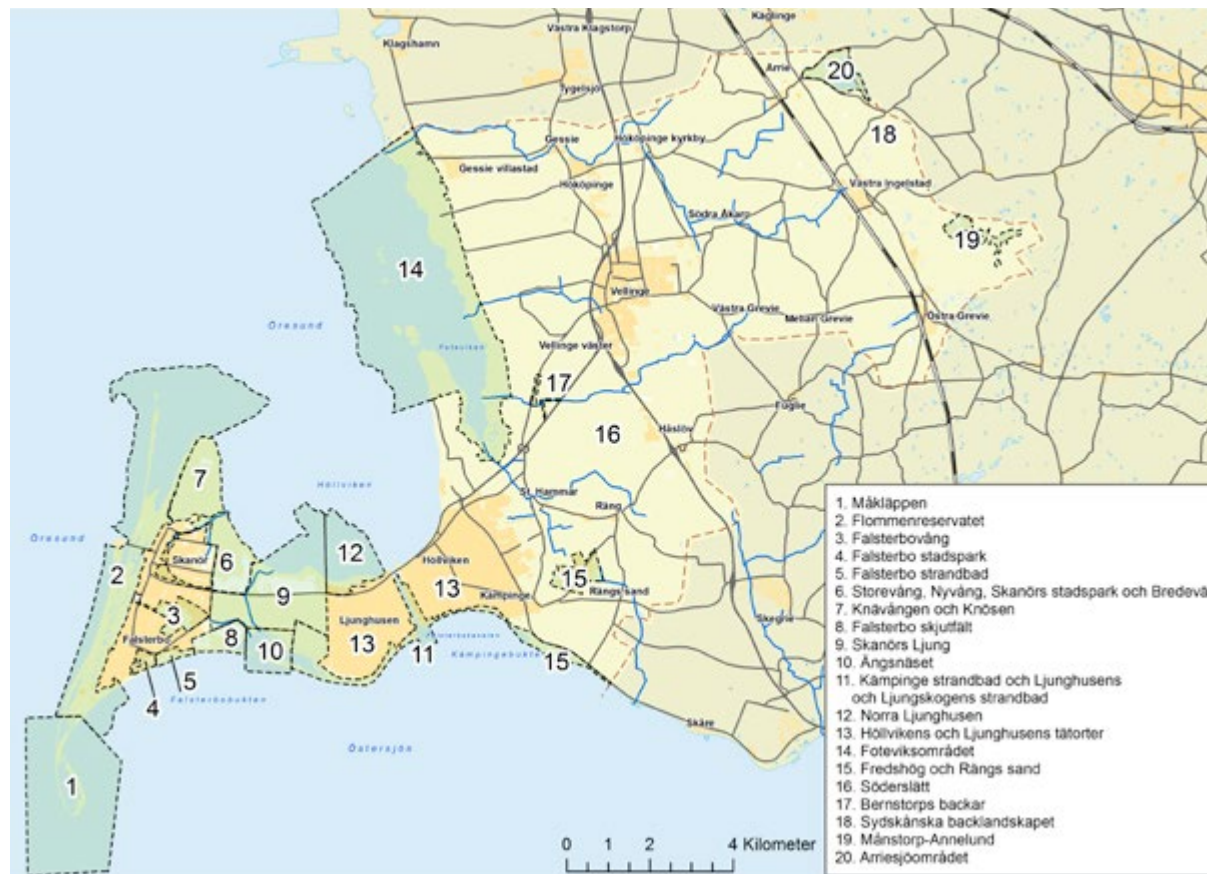 Käglinge
Västra Klagstorp
Klagshamn
Arrie
20
Tygelsjö
18
Gessie
Hököpinge kyrkby
Gessie villastad
Västra Ingelstad
Hököpinge
Södra Åkarp
19
14
Vellinge
Västra Grevie
Mellan Grevie
Östra Grevie
Öresund
Foteviken
Vellinge väster
17
Fuglie
16
Håslöv
7
Höllviken
St. Hammar
Räng
Öresund
Skanör
12
2
6
Höllviken
15
9
13
Kämpinge
Rängs sand
3
Ljunghusen
Skegrie
Falsterbo
8
10
13
11
Kämpingebukten
15
5
4
Falsterbobukten
Skåre
Östersjön
1
0 1 2 4 Kilometer
1. Måkläppen
2. Flommenreservatet
3. Falsterbovång
4. Falsterbo stadspark
5. Falsterbo strandbad
6. Storevång, Nyvång, Skanörs stadspark och Bredevå
7. Knävången och Knösen
8. Falsterbo skjutfält
9. Skanörs Ljung
10. Ängsnäset
11. Kämpinge strandbad och Ljunghusens
och Ljungskogens strandbad
12. Norra Ljunghusen
13. Höllvikens och Ljunghusens tätorter
14. Foteviksområdet
15. Fredshög och Rängs sand
16. Söderslätt
17. Bernstorps backar
18. Sydskånska backlandskapet
19. Månstorp-Annelund
20. Arriesjöområdet